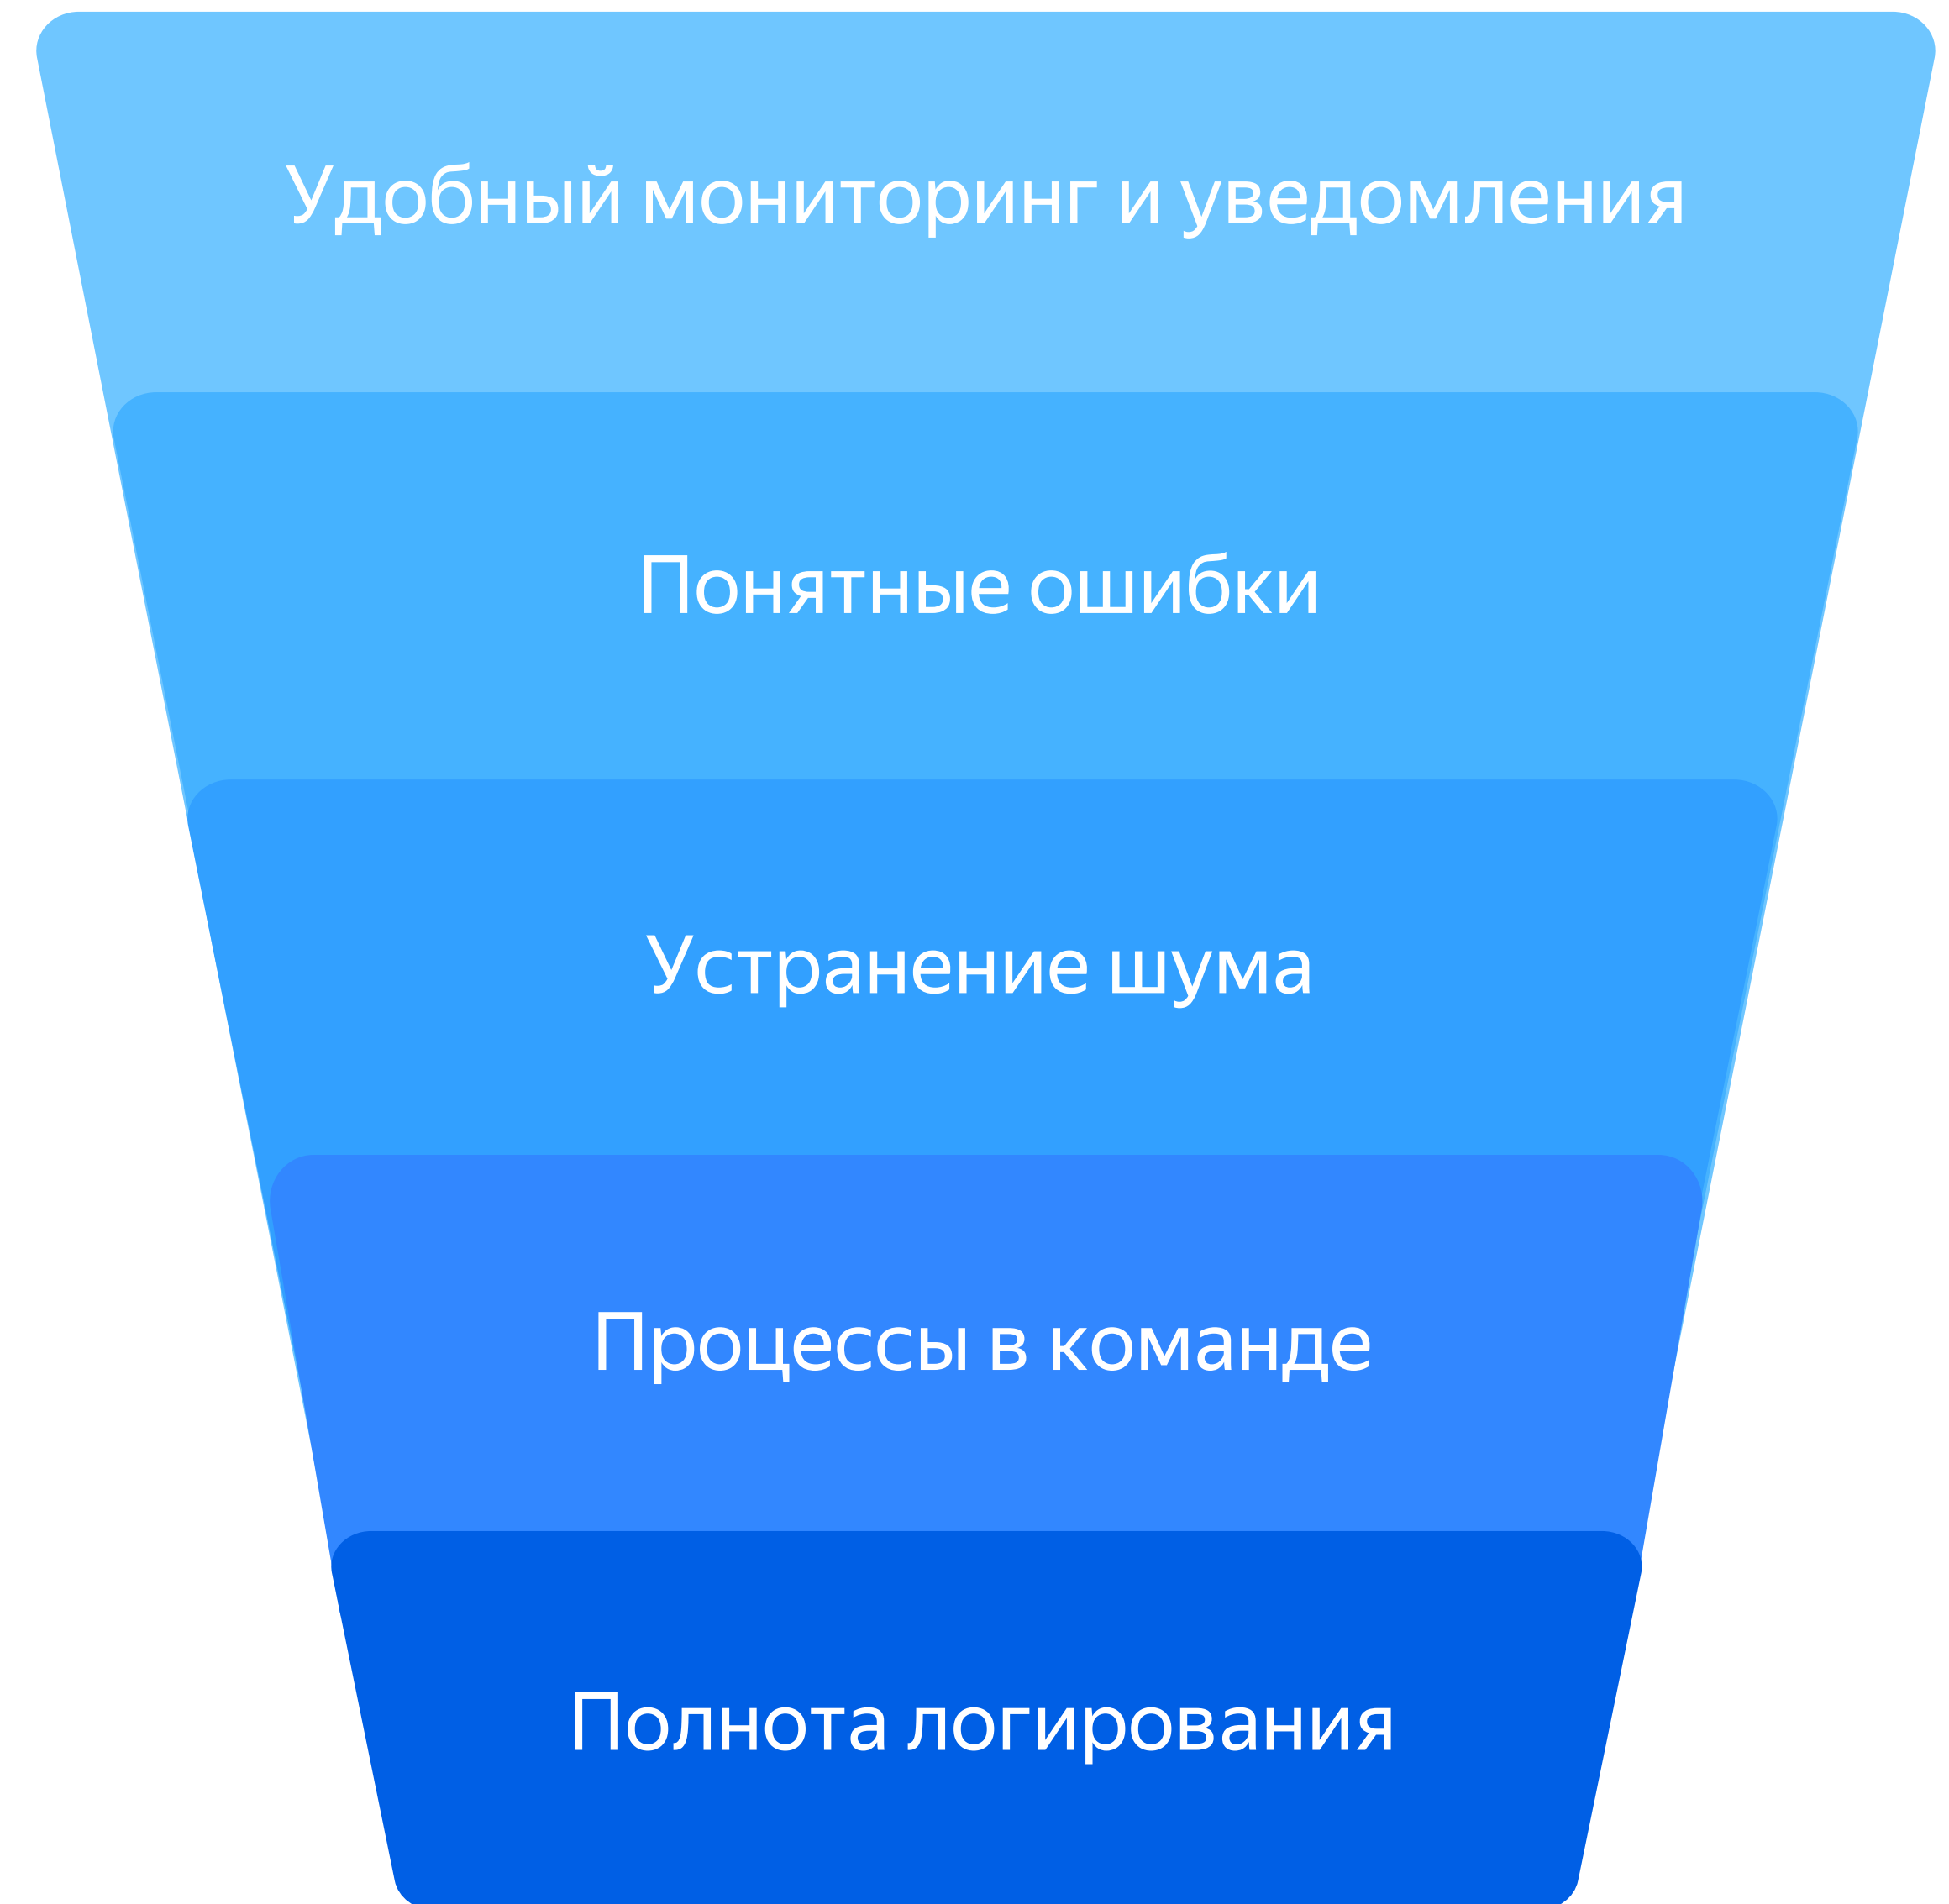 Удобный мониторинг и уведомления
Понятные ошибки
Устранение шума
Процессы в команде
Полнота логирования